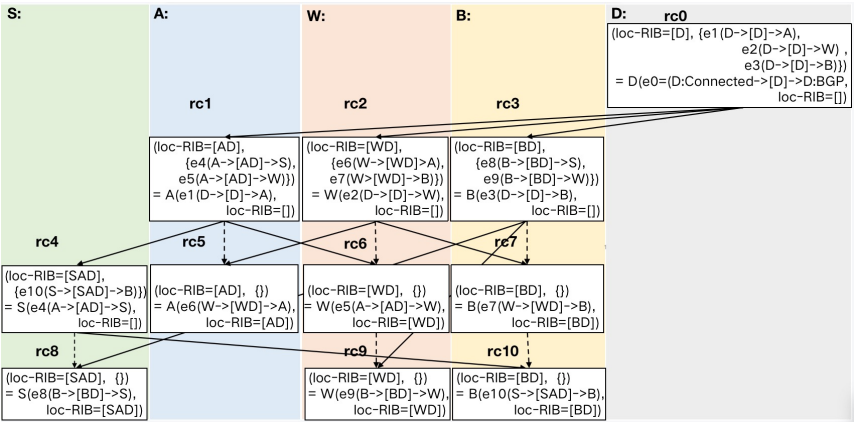 S:
A:
W:
B:
D:
rc0
(loc-RIB=[D], {e1(D->[D]->A),
e2(D->[D]->W) ,
e3(D->[D]->B)})
= D(e0=(D:Connected->[D]->D:BGP,
loc-RIB=[])
rc1
rc2
rc3
(loc-RIB=[AD],
{e4(A->[AD]->S),
e5(A->[AD]->W)})
= A(e1(D->[D]->A),
loc-RIB=[])
(loc-RIB=[WD],
{e6(W->[WD]>A),
e7(W>[WD]->B)})
= W(e2(D->[D]->W),
loc-RIB=[])
(loc-RIB=[BD],
{e8(B->[BD]->S),
e9(B->[BD]->W)})
= B(e3(D->[D]->B),
loc-RIB=[])
rc4
rc5
rc6
rc7
(loc-RIB=[SAD],
{e10(S->[SAD]->B)})
= S(e4(A->[AD]->S),
loc-RIB=[])
(loc-RIB=[AD], {})
= A(e6(W->[WD]->A),
loc-RIB=[AD])
(loc-RIB=[WD], {})
= W(e5(A->[AD]->W),
loc-RIB=[WD])
(loc-RIB=[BD], {})
= B(e7(W->[WD]->B),
loc-RIB=[BD])
rc8
rc9
rc10
(loc-RIB=[SAD], {})
= S(e8(B->[BD]->S),
loc-RIB=[SAD])
(loc-RIB=[WD], {})
= W(e9(B->[BD]->W),
loc-RIB=[WD])
(loc-RIB=[BD], {})
= B(e10(S->[SAD]->B),
loc-RIB=[BD])